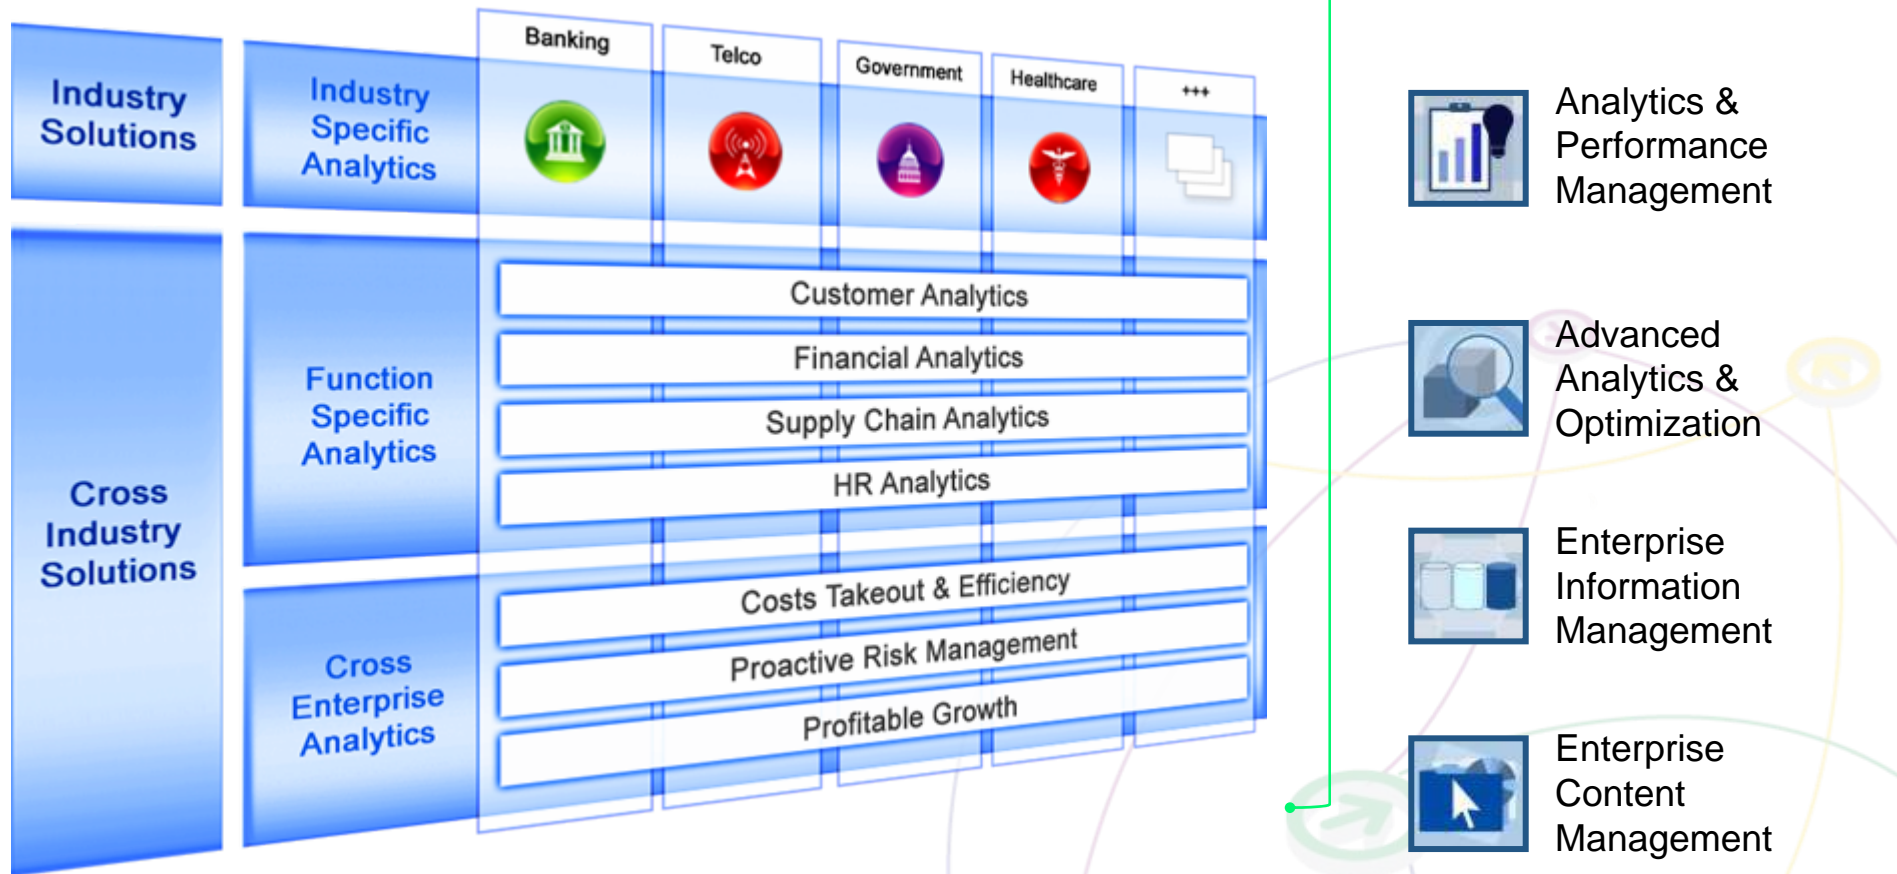 Industry
Solutions
Industry
Specific
Analytics
Banking
Telco
Government
Healthcare
+++
Cross
Industry
Solutions
Function
Specific
Analytics
Customer Analytics
Financial Analytics
Supply Chain Analytics
HR Analytics
Cross
Enterprise
Analytics
Costs Takeout & Efficiency
Proactive Risk Management
Profitable Growth
Analytics &
Performance
Management
Advanced
Analytics &
Optimization
Enterprise
Information
Management
Enterprise
Content
Management